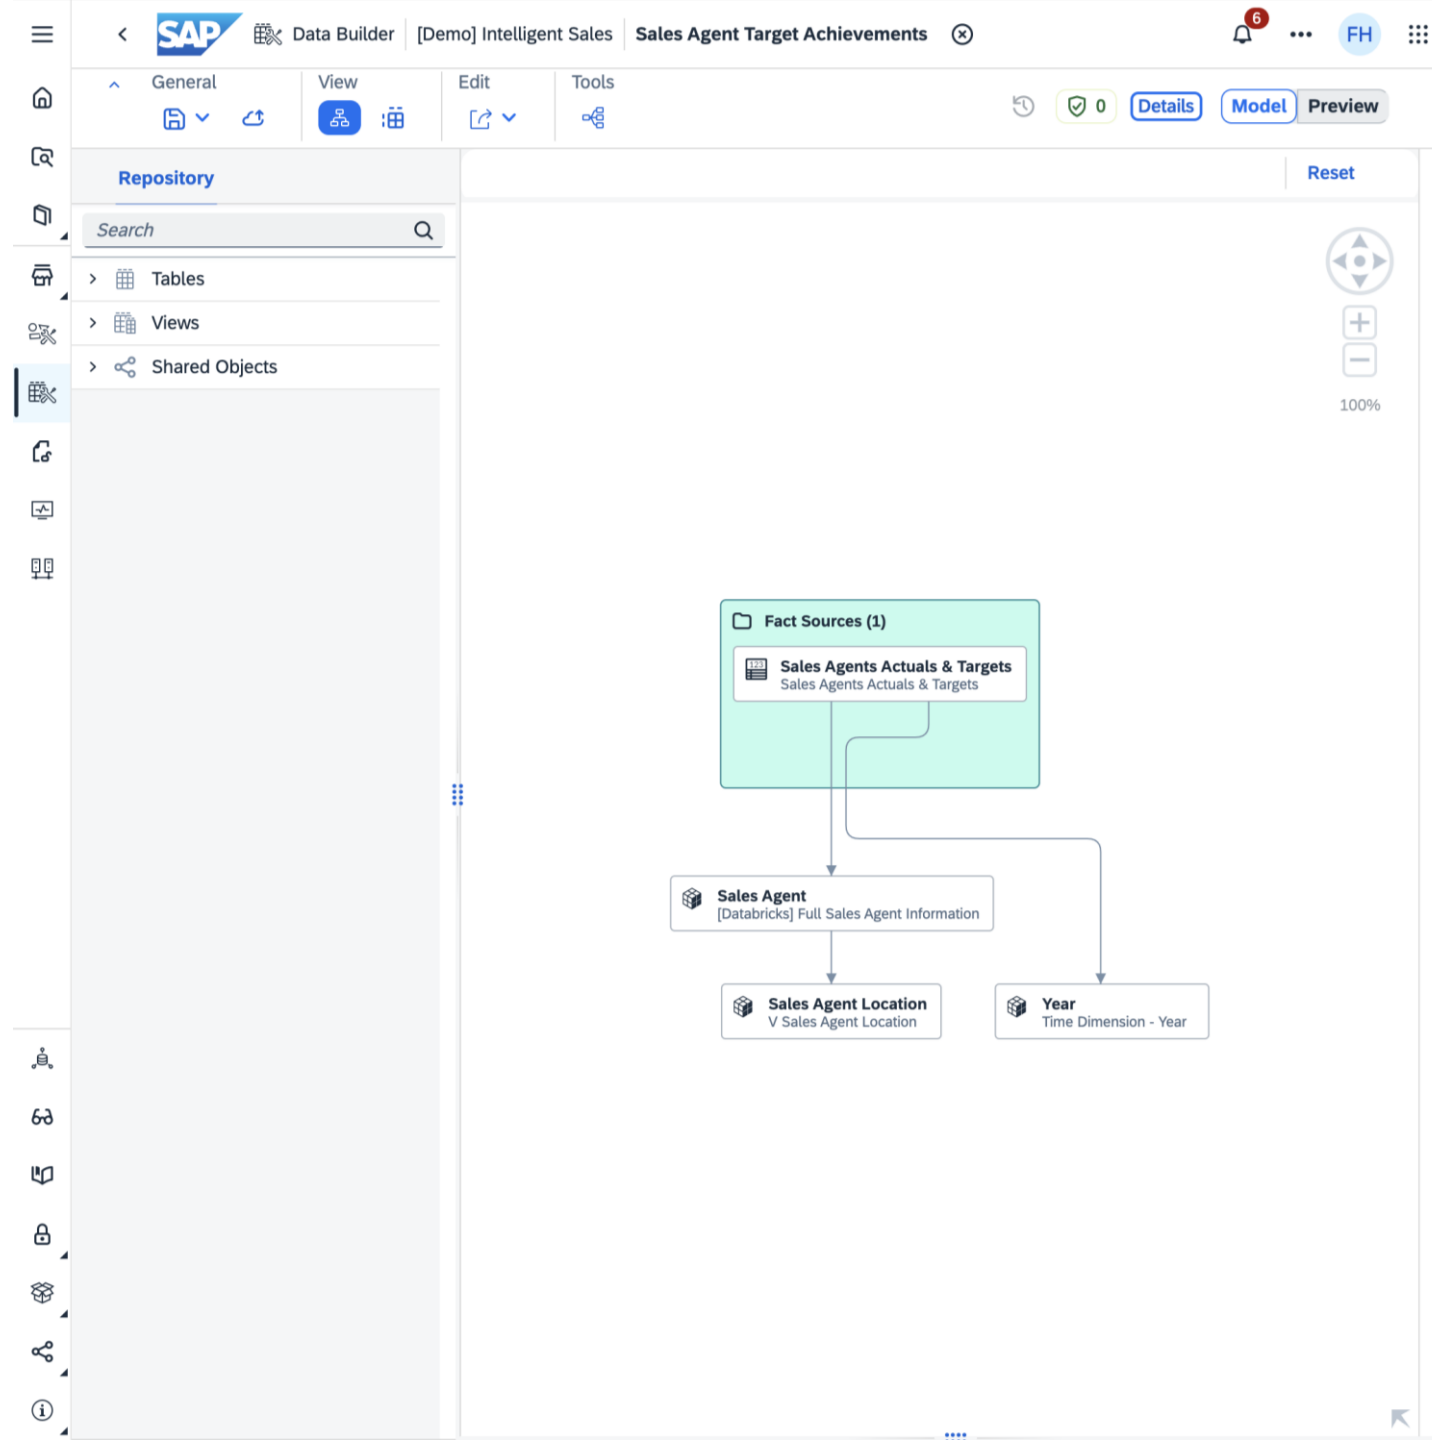 SAP Data Builder [Demo] Intelligent Sales Sales Agent Target Achievements 6 FH
General View Edit Tools
0 Details Model Preview
Repository
Reset
Search
Tables
Views
Shared Objects
100%
Fact Sources (1)
123
Sales Agents Actuals & Targets
Sales Agents Actuals & Targets
Sales Agent
[Databricks] Full Sales Agent Information
Sales Agent Location
V Sales Agent Location
Year
Time Dimension - Year